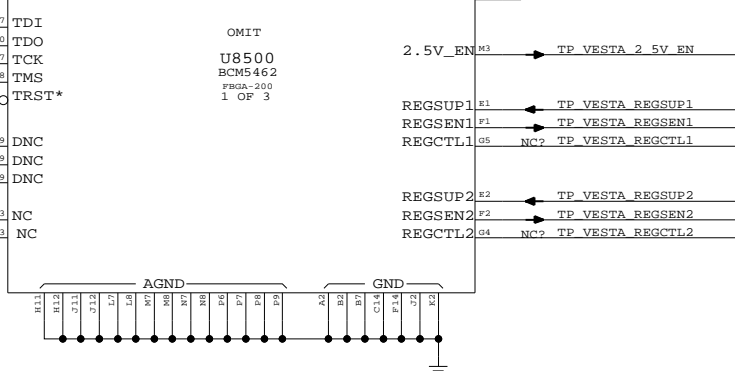 TDI
TDO
TCK
TMS
TRST*
DNC
DNC
DNC
NC
NC
OMIT
U8500
BCM5462
FBGA-200
1 OF 3
2.5V_EN M3 TP_VESTA_2_5V_EN
REGSUP1 E1 TP_VESTA_REGSUP1
REGSEN1 F1 TP_VESTA_REGSEN1
REGCTL1 G5 NC? TP_VESTA_REGCTL1
REGSUP2 E2 TP_VESTA_REGSUP2
REGSEN2 F2 TP_VESTA_REGSEN2
REGCTL2 G4 NC? TP_VESTA_REGCTL2
AGND GND
H11 H12 J11 J12 L7 L8 M7 M8 N7 N8 P6 P7 P8 P9 A2 B2 B7 C14 F14 J2 K2